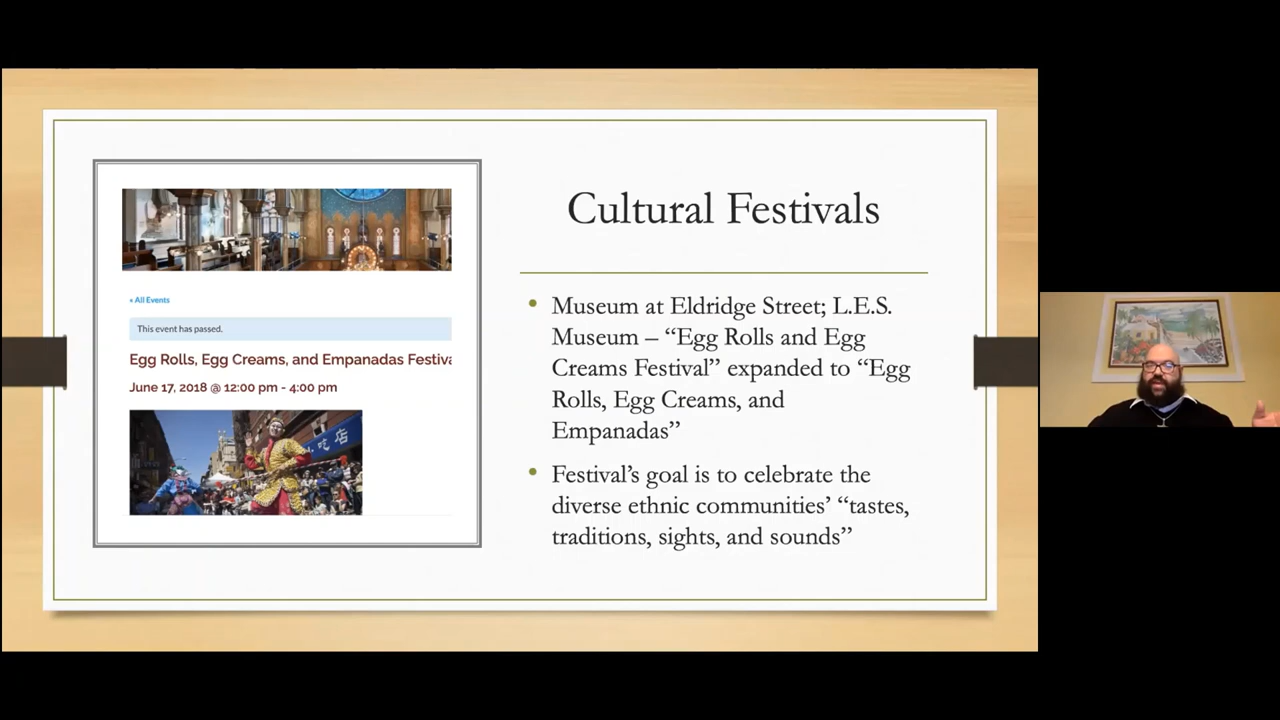 « All Events
This event has passed.
Egg Rolls, Egg Creams, and Empanadas Festiva
June 17, 2018 @ 12:00 pm - 4:00 pm
吃店
Cultural Festivals
• Museum at Eldridge Street; L.E.S.
Museum – “Egg Rolls and Egg
Creams Festival” expanded to “Egg
Rolls, Egg Creams, and
Empanadas”
• Festival’s goal is to celebrate the
diverse ethnic communities’ “tastes,
traditions, sights, and sounds”